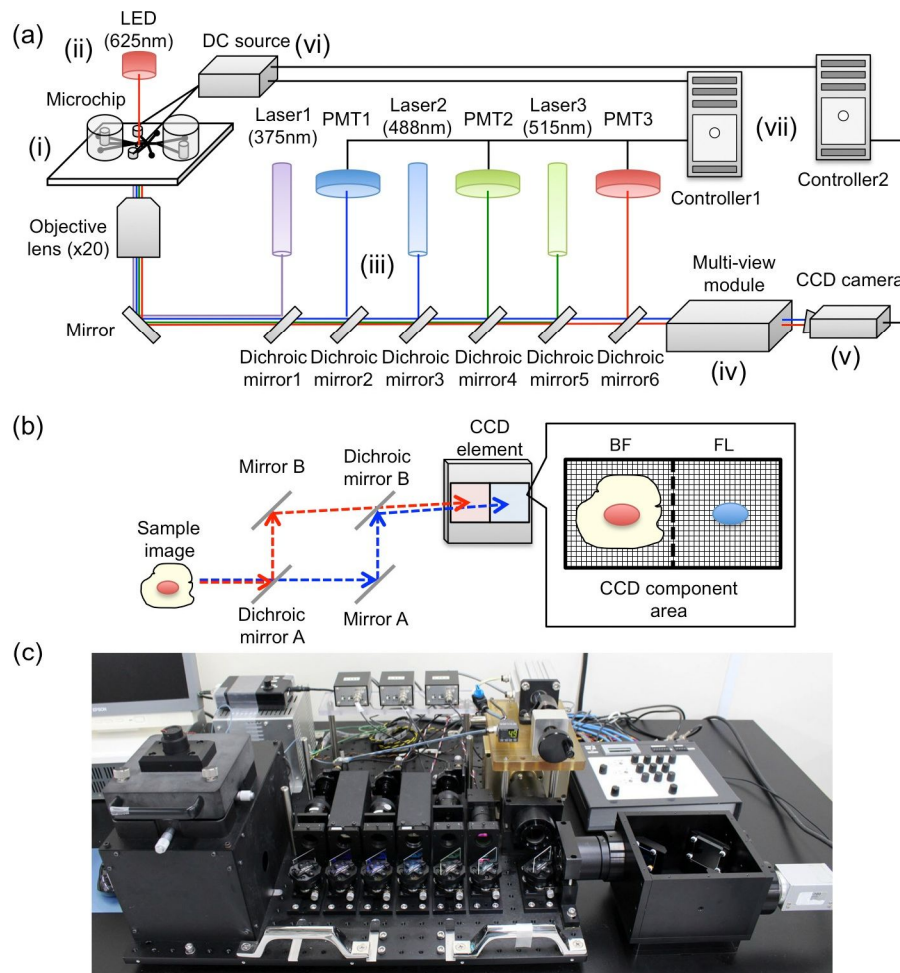 (a)
LED
(625nm)
(ii)
DC source
(vi)
Microchip
(i)
Laser1
(375nm)
PMT1
Laser2
(488nm)
PMT2
Laser3
(515nm)
PMT3
(vii)
Controller1
Controller2
Objective
lens (x20)
(iii)
Multi-view
module
CCD camera
Mirror
Dichroic
mirror1
Dichroic
mirror2
Dichroic
mirror3
Dichroic
mirror4
Dichroic
mirror5
Dichroic
mirror6
(iv)
(v)
(b)
CCD
element
BF
FL
Mirror B
Dichroic
mirror B
Sample
image
Dichroic
mirror A
Mirror A
CCD component
area
(c)